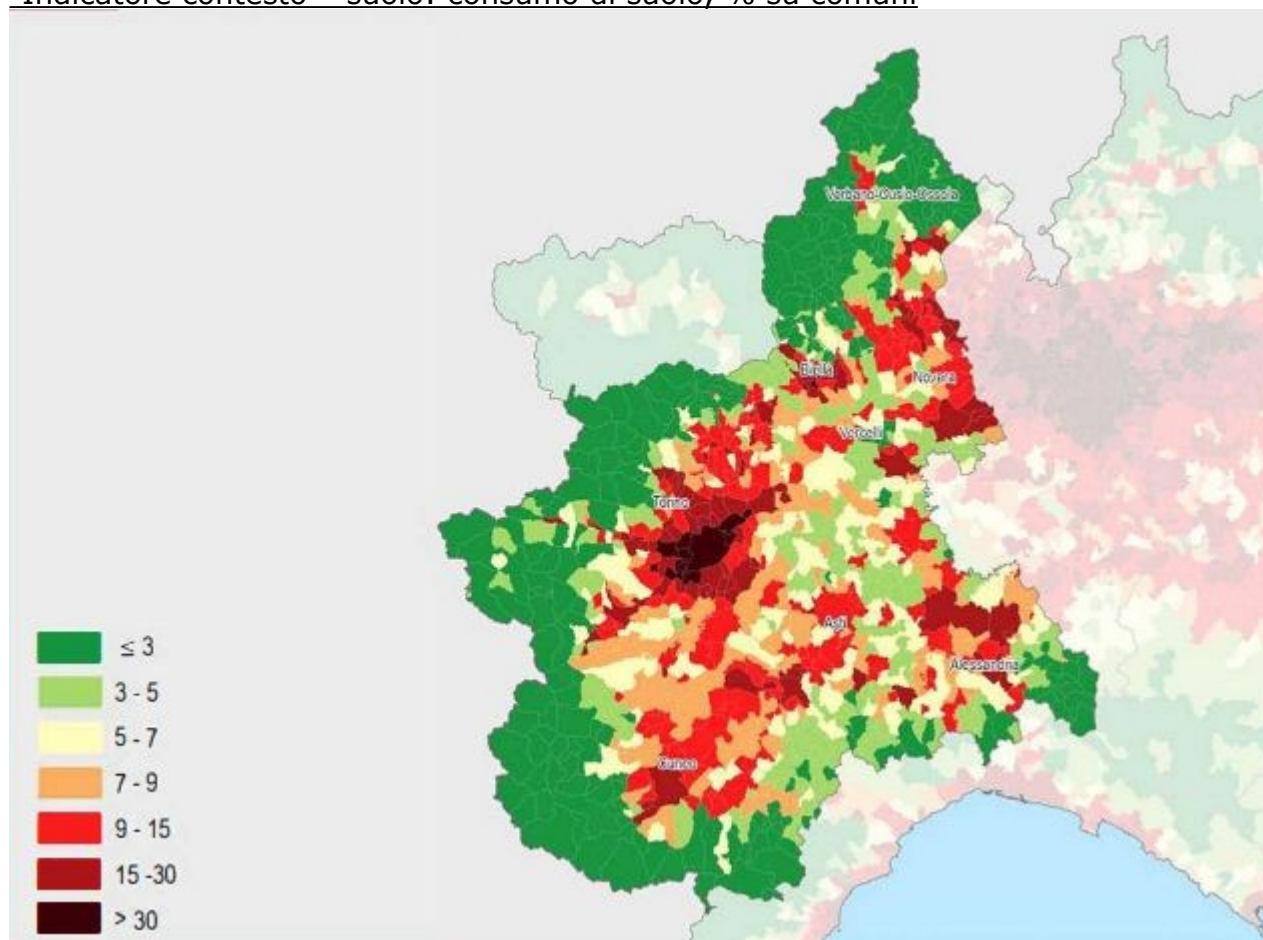 Indicatore contesto – suolo: consumo di suolo, % su comuni
Verbano-Cusio-Ossola
Biella
Novara
Vercelli
Torino
Asti
Alessandria
Cuneo
≤ 3
3 - 5
5 - 7
7 - 9
9 - 15
15 -30
> 30